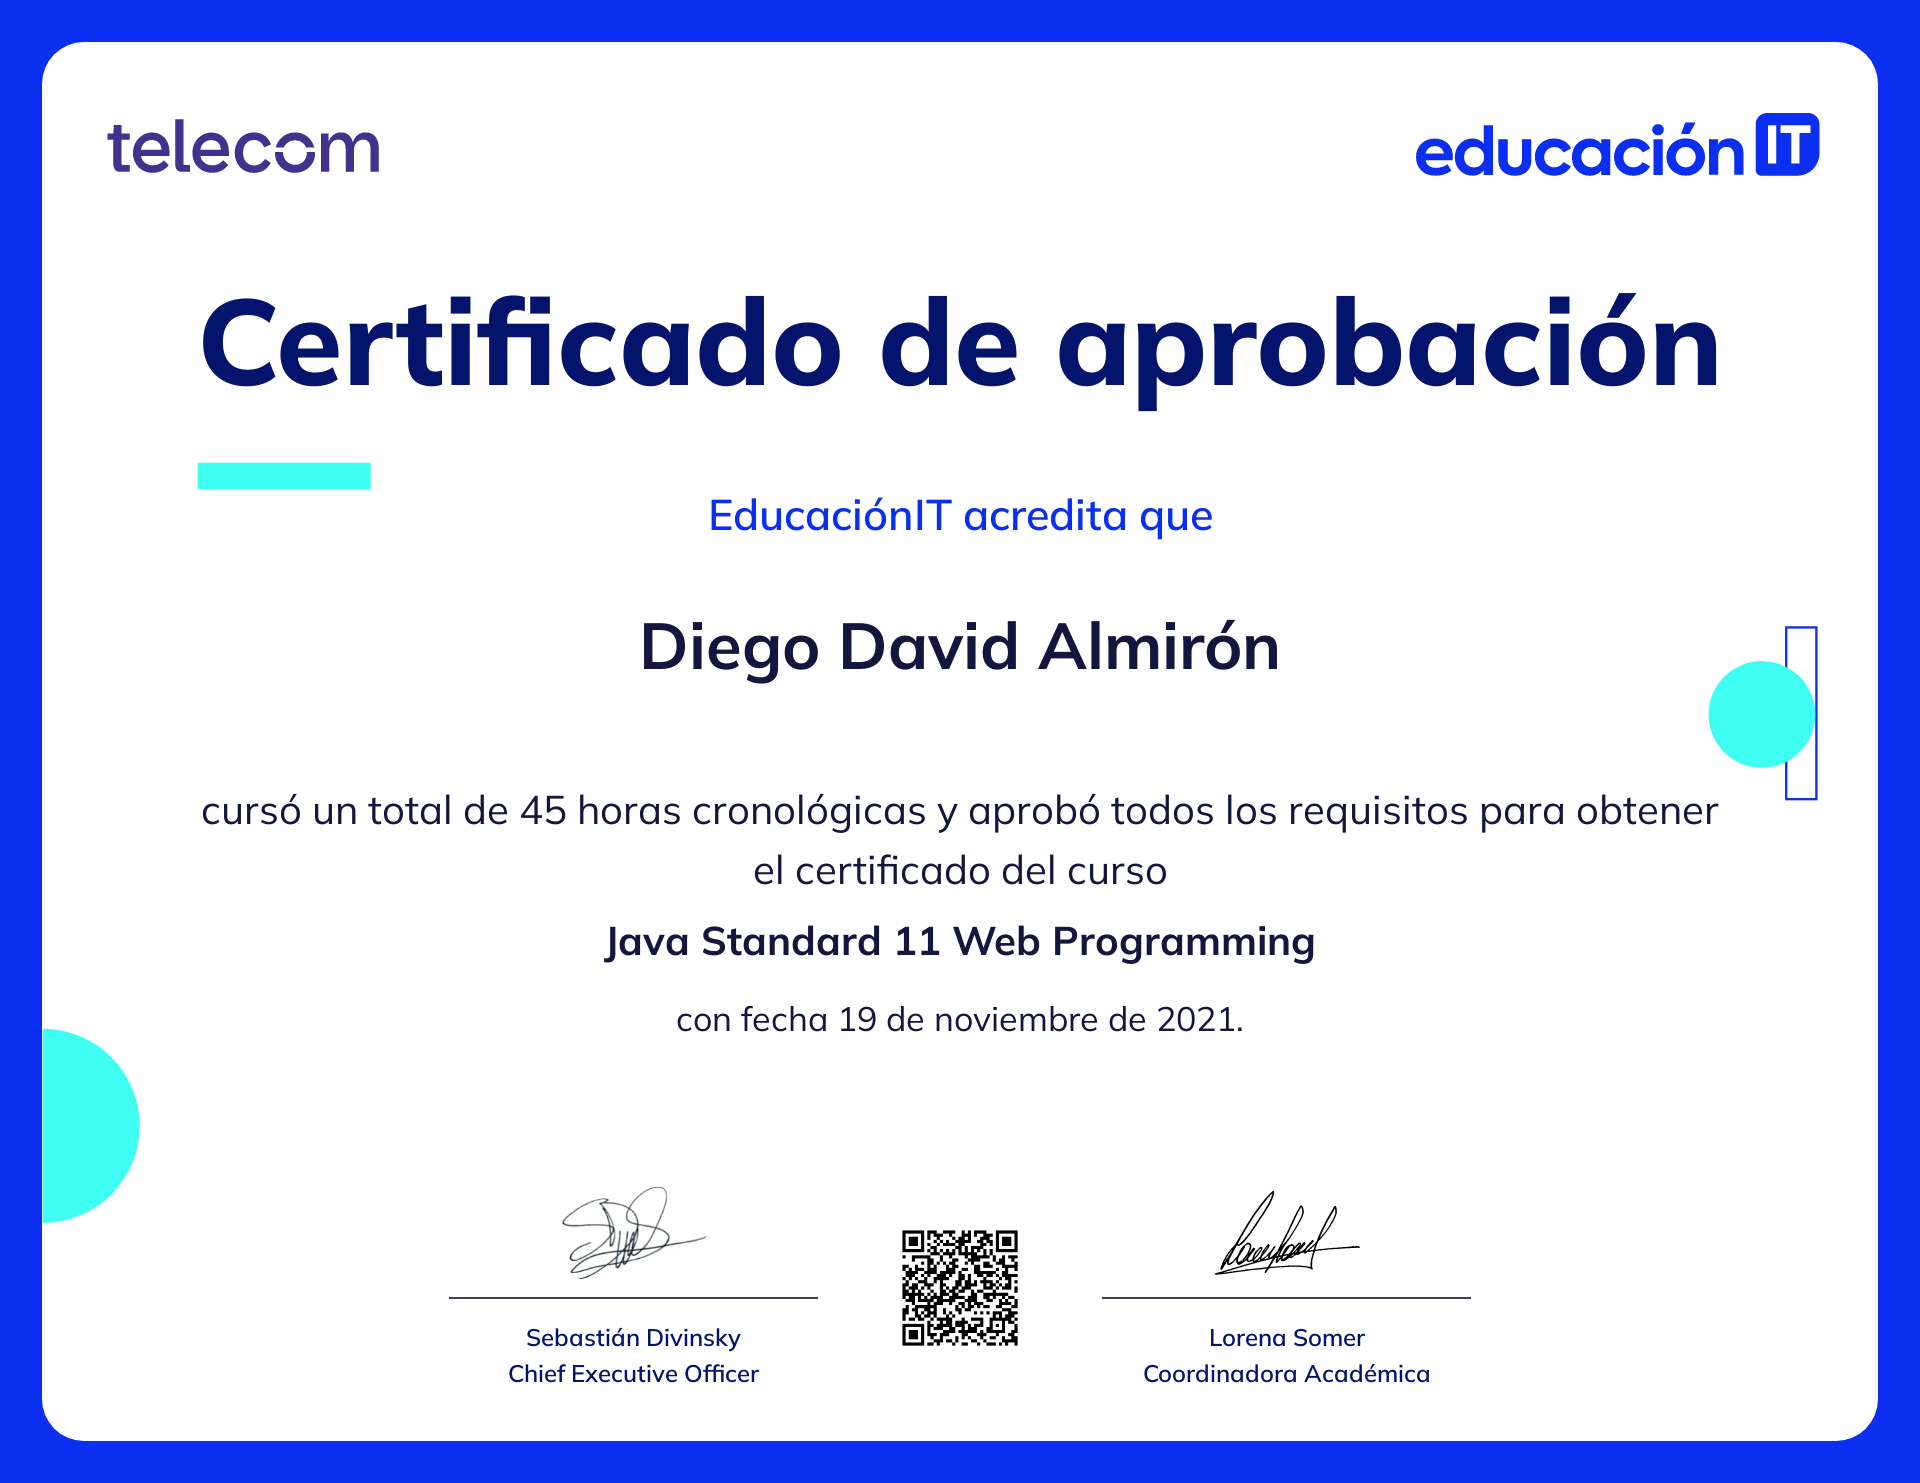 telecom
educación IT
Certificado de aprobación
EducaciónIT acredita que
Diego David Almirón
cursó un total de 45 horas cronológicas y aprobó todos los requisitos para obtener
el certificado del curso
Java Standard 11 Web Programming
con fecha 19 de noviembre de 2021.
Sebastián Divinsky
Chief Executive Officer
Lorena Somer
Coordinadora Académica